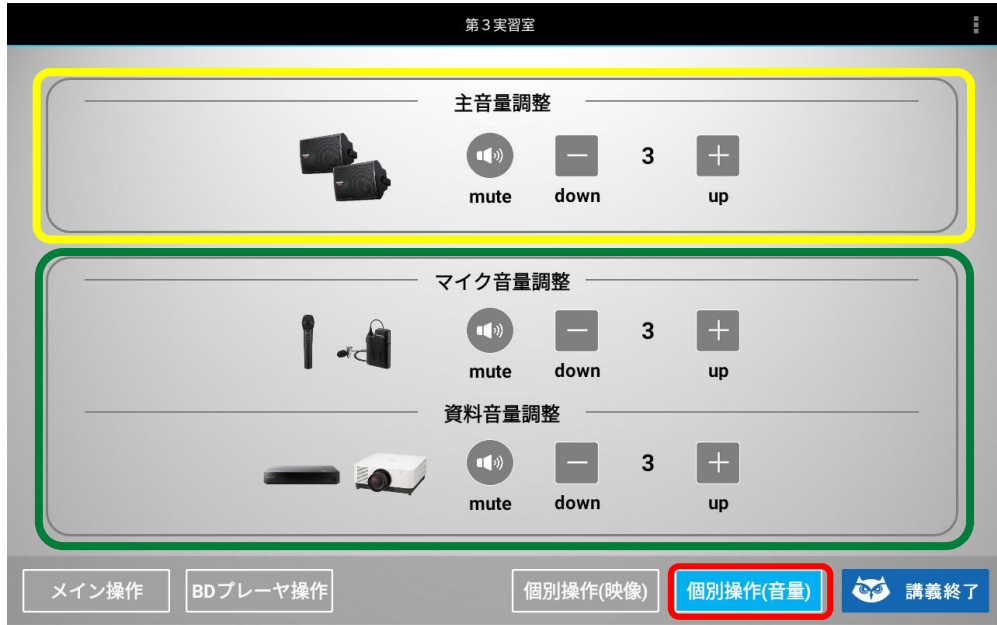 第3実習室
主音量調整
3
mute down up
マイク音量調整
3
mute down up
資料音量調整
3
mute down up
メイン操作 BDプレーヤ操作 個別操作(映像) 個別操作(音量) 講義終了